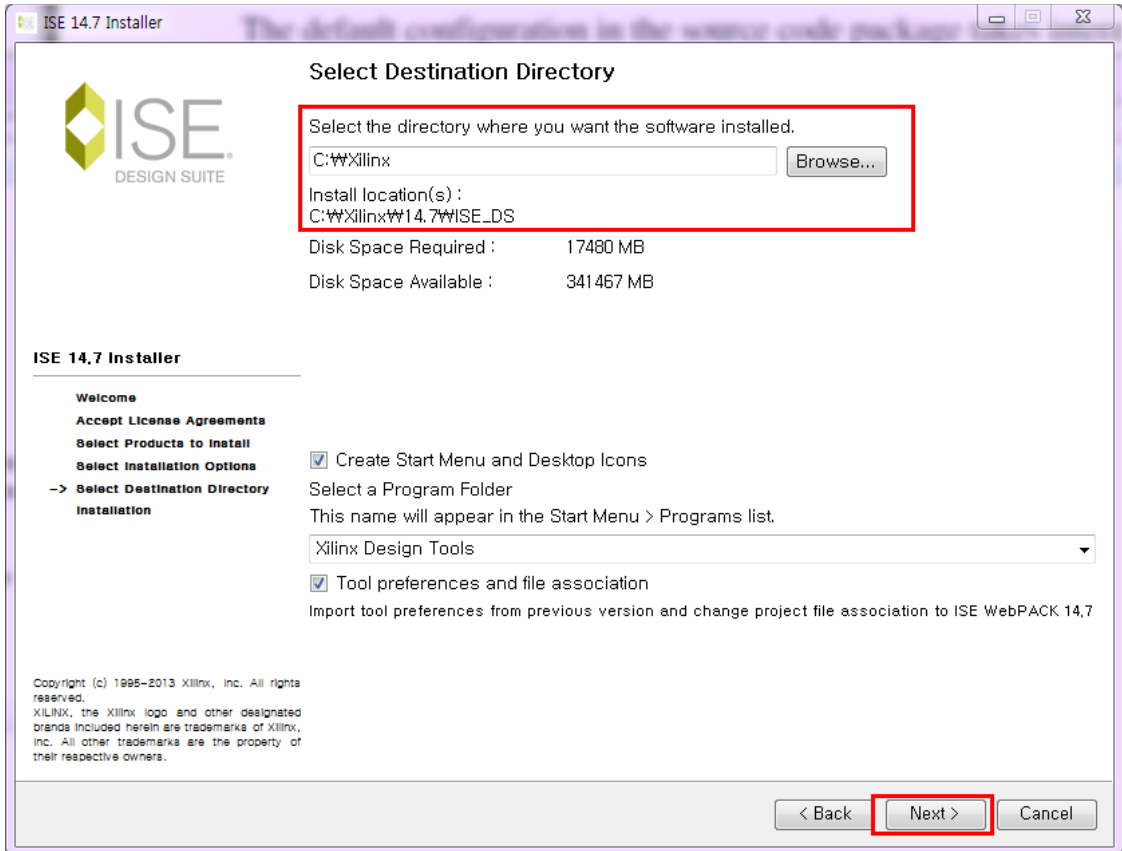 ISE 14.7 Installer
The default configuration in the source code package
ISE
DESIGN SUITE
Select Destination Directory
Select the directory where you want the software installed.
C:₩Xilinx
Browse...
Install location(s) :
C:₩Xilinx₩14.7₩ISE_DS
Disk Space Required : 17480 MB
Disk Space Available : 341467 MB
ISE 14.7 Installer
Welcome
Accept License Agreements
Select Products to Install
Select Installation Options
-> Select Destination Directory
Installation
Create Start Menu and Desktop Icons
Select a Program Folder
This name will appear in the Start Menu > Programs list.
Xilinx Design Tools
Tool preferences and file association
Import tool preferences from previous version and change project file association to ISE WebPACK 14.7
Copyright (c) 1995-2013 Xilinx, Inc. All rights
reserved.
XILINX, the Xilinx logo and other designated
brands included herein are trademarks of Xilinx,
Inc. All other trademarks are the property of
their respective owners.
< Back
Next >
Cancel